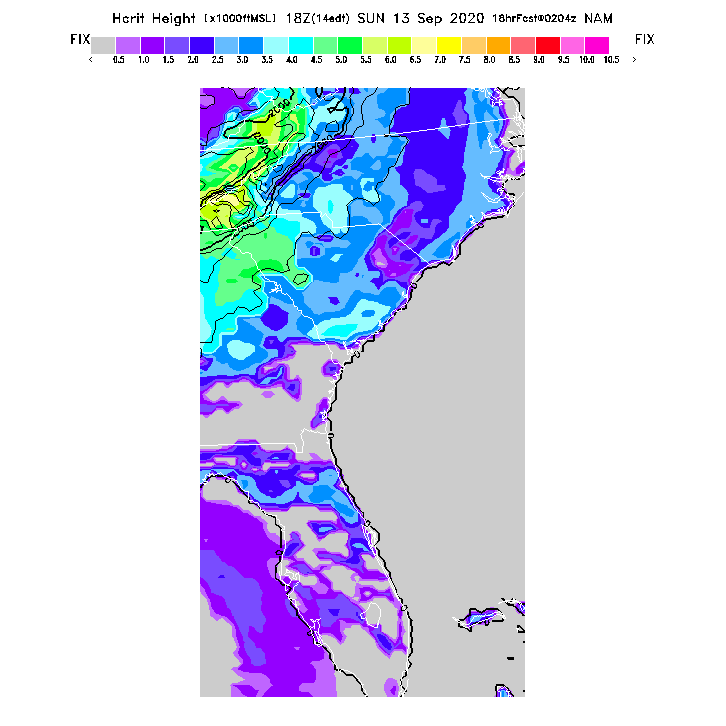 Hcrit Height [x1000ftMSL] 18Z(14edt) SUN 13 Sep 2020 18hrFcst@0204z NAM
FIX FIX
< 0.5 1.0 1.5 2.0 2.5 3.0 3.5 4.0 4.5 5.0 5.5 6.0 6.5 7.0 7.5 8.0 8.5 9.0 9.5 10.0 10.5 >
2000
2000